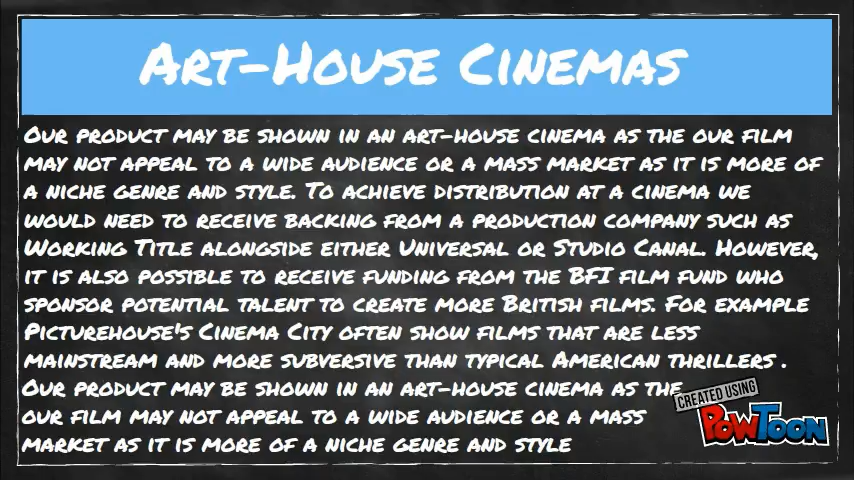 Art-House Cinemas
Our product may be shown in an art-house cinema as the our film
may not appeal to a wide audience or a mass market as it is more of
a niche genre and style. To achieve distribution at a cinema we
would need to receive backing from a production company such as
Working Title alongside either Universal or Studio Canal. However,
it is also possible to receive funding from the BFI film fund who
sponsor potential talent to create more British films. For example
Picturehouse's Cinema City often show films that are less
mainstream and more subversive than typical American thrillers .
Our product may be shown in an art-house cinema as the
our film may not appeal to a wide audience or a mass
market as it is more of a niche genre and style
CREATED USING
POWTOON